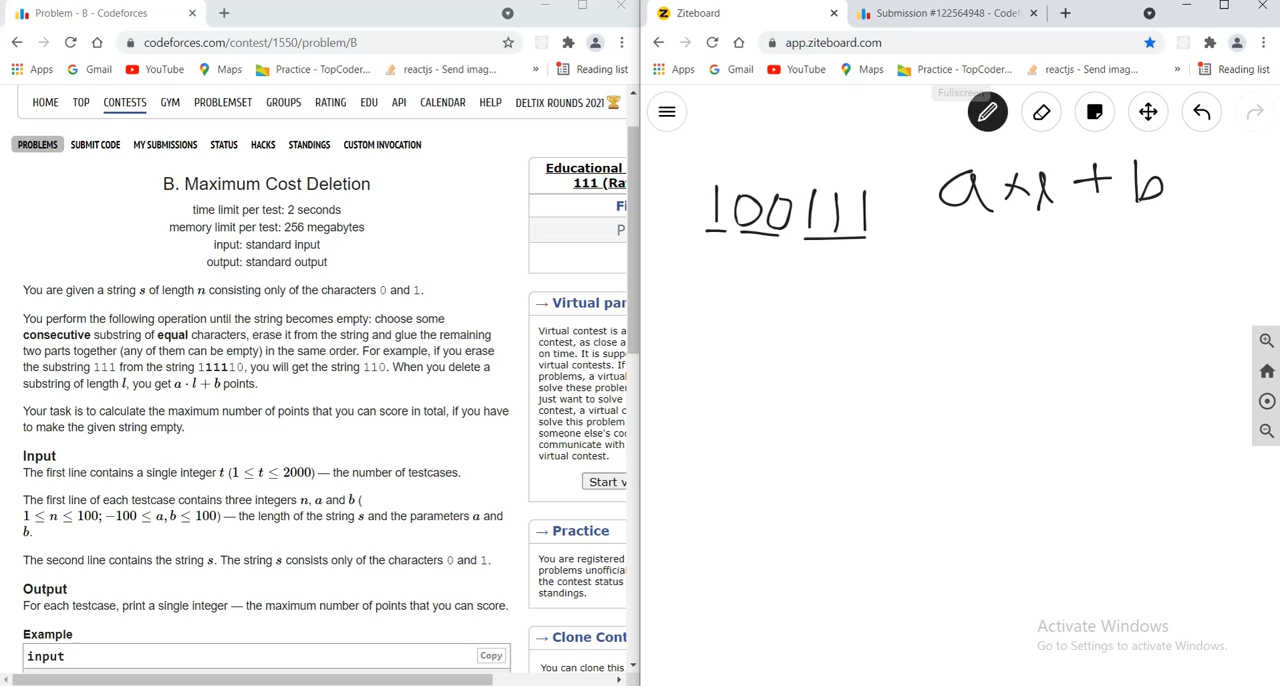 Problem - B - Codeforces
codeforces.com/contest/1550/problem/B
Apps Gmail YouTube Maps Practice - TopCoder... reactjs - Send imag... » Reading list
HOME TOP CONTESTS GYM PROBLEMSET GROUPS RATING EDU API CALENDAR HELP DELTIX ROUNDS 2021
PROBLEMS SUBMIT CODE MY SUBMISSIONS STATUS HACKS STANDINGS CUSTOM INVOCATION
B. Maximum Cost Deletion
time limit per test: 2 seconds
memory limit per test: 256 megabytes
input: standard input
output: standard output
You are given a string s of length n consisting only of the characters 0 and 1.
You perform the following operation until the string becomes empty: choose some
consecutive substring of equal characters, erase it from the string and glue the remaining
two parts together (any of them can be empty) in the same order. For example, if you erase
the substring 111 from the string 111110, you will get the string 110. When you delete a
substring of length l, you get a · l + b points.
Your task is to calculate the maximum number of points that you can score in total, if you have
to make the given string empty.
Input
The first line contains a single integer t (1 ≤ t ≤ 2000) — the number of testcases.
The first line of each testcase contains three integers n, a and b (
1 ≤ n ≤ 100; −100 ≤ a, b ≤ 100) — the length of the string s and the parameters a and
b.
The second line contains the string s. The string s consists only of the characters 0 and 1.
Output
For each testcase, print a single integer — the maximum number of points that you can score.
Example
input
Copy
Educational
111 (Ra
Fi
P
→ Virtual par
Virtual contest is a
contest, as close a
on time. It is supp
virtual contests. If
problems, a virtual
solve these problem
just want to solve
contest, a virtual c
solve this problem
someone else's co
communicate with
virtual contest.
Start v
→ Practice
You are registered
problems unofficia
the contest status
standings.
→ Clone Cont
You can clone this
Ziteboard
Submission #122564948 - Codef
app.ziteboard.com
Apps Gmail YouTube Maps Practice - TopCoder... reactjs - Send imag... » Reading list
Fullscreen
100111 a * l + b
Activate Windows
Go to Settings to activate Windows.